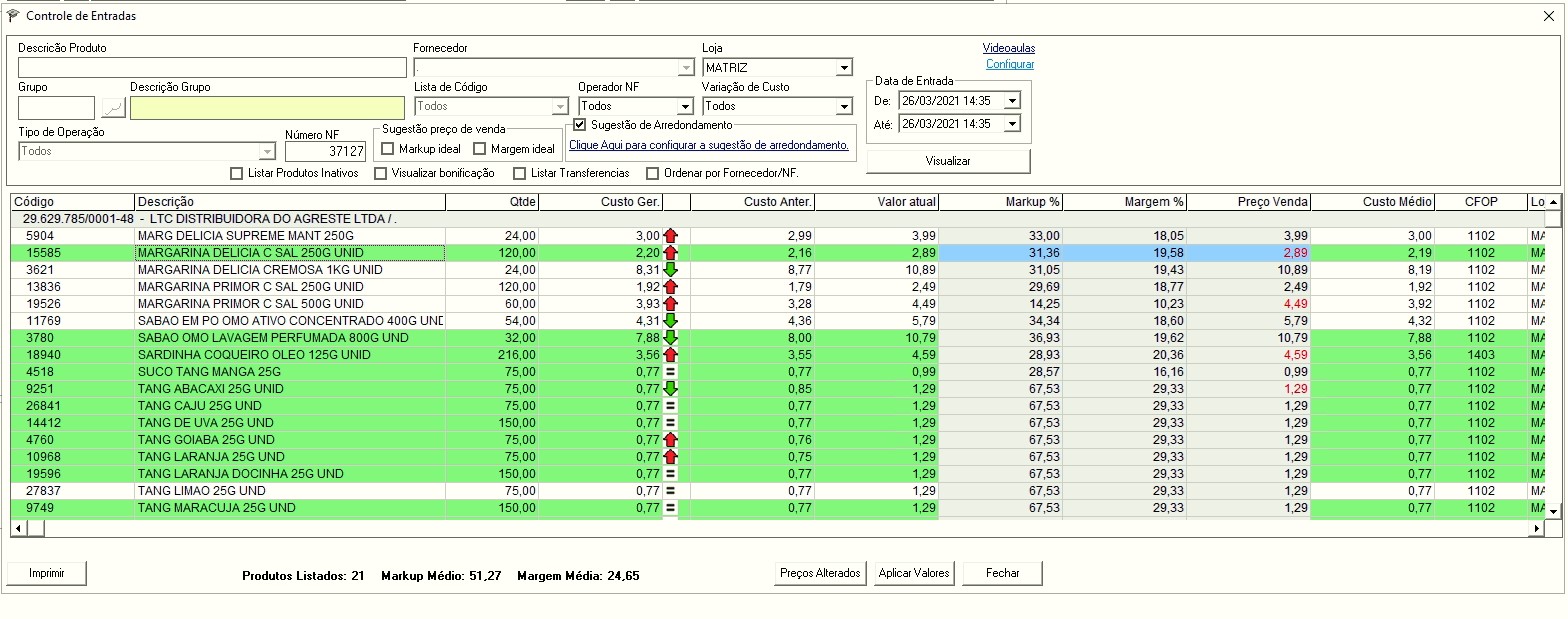 Controle de Entradas
Descrição Produto
Fornecedor
Loja
Videoaulas
.
MATRIZ
Configurar
Grupo
Descrição Grupo
Lista de Código
Operador NF
Variação de Custo
Data de Entrada
Todos
Todos
Todos
De: 26/03/2021 14:35
Tipo de Operação
Número NF
Sugestão preço de venda
Sugestão de Arredondamento
Até: 26/03/2021 14:35
Todos
37127
Markup ideal
Margem ideal
Clique Aqui para configurar a sugestão de arredondamento.
Visualizar
Listar Produtos Inativos
Visualizar bonificação
Listar Transferencias
Ordenar por Fornecedor/NF.
Código Descrição Qtde Custo Ger. Custo Anter. Valor atual Markup % Margem % Preço Venda Custo Médio CFOP Lo
29.629.785/0001-48 - LTC DISTRIBUIDORA DO AGRESTE LTDA / .
5904 MARG DELICIA SUPREME MANT 250G 24,00 3,00 2,99 3,99 33,00 18,05 3,99 3,00 1102 MA
15585 MARGARINA DELICIA C SAL 250G UNID 120,00 2,20 2,16 2,89 31,36 19,58 2,89 2,19 1102 MA
3621 MARGARINA DELICIA CREMOSA 1KG UNID 24,00 8,31 8,77 10,89 31,05 19,43 10,89 8,19 1102 MA
13836 MARGARINA PRIMOR C SAL 250G UNID 120,00 1,92 1,79 2,49 29,69 18,77 2,49 1,92 1102 MA
19526 MARGARINA PRIMOR C SAL 500G UNID 60,00 3,93 3,28 4,49 14,25 10,23 4,49 3,92 1102 MA
11769 SABAO EM PO OMO ATIVO CONCENTRADO 400G UND 54,00 4,31 4,36 5,79 34,34 18,60 5,79 4,32 1102 MA
3780 SABAO OMO LAVAGEM PERFUMADA 800G UND 32,00 7,88 8,00 10,79 36,93 19,62 10,79 7,88 1102 MA
18940 SARDINHA COQUEIRO OLEO 125G UNID 216,00 3,56 3,55 4,59 28,93 20,36 4,59 3,56 1403 MA
4518 SUCO TANG MANGA 25G 75,00 0,77 = 0,77 0,99 28,57 16,16 0,99 0,77 1102 MA
9251 TANG ABACAXI 25G UNID 75,00 0,77 0,85 1,29 67,53 29,33 1,29 0,77 1102 MA
26841 TANG CAJU 25G UND 75,00 0,77 = 0,77 1,29 67,53 29,33 1,29 0,77 1102 MA
14412 TANG DE UVA 25G UND 150,00 0,77 = 0,77 1,29 67,53 29,33 1,29 0,77 1102 MA
4760 TANG GOIABA 25G UND 75,00 0,77 0,76 1,29 67,53 29,33 1,29 0,77 1102 MA
10968 TANG LARANJA 25G UND 75,00 0,77 0,75 1,29 67,53 29,33 1,29 0,77 1102 MA
19596 TANG LARANJA DOCINHA 25G UND 150,00 0,77 = 0,77 1,29 67,53 29,33 1,29 0,77 1102 MA
27837 TANG LIMAO 25G UND 75,00 0,77 = 0,77 1,29 67,53 29,33 1,29 0,77 1102 MA
9749 TANG MARACUJA 25G UND 150,00 0,77 = 0,77 1,29 67,53 29,33 1,29 0,77 1102 MA
Imprimir
Produtos Listados: 21 Markup Médio: 51,27 Margem Média: 24,65
Preços Alterados
Aplicar Valores
Fechar